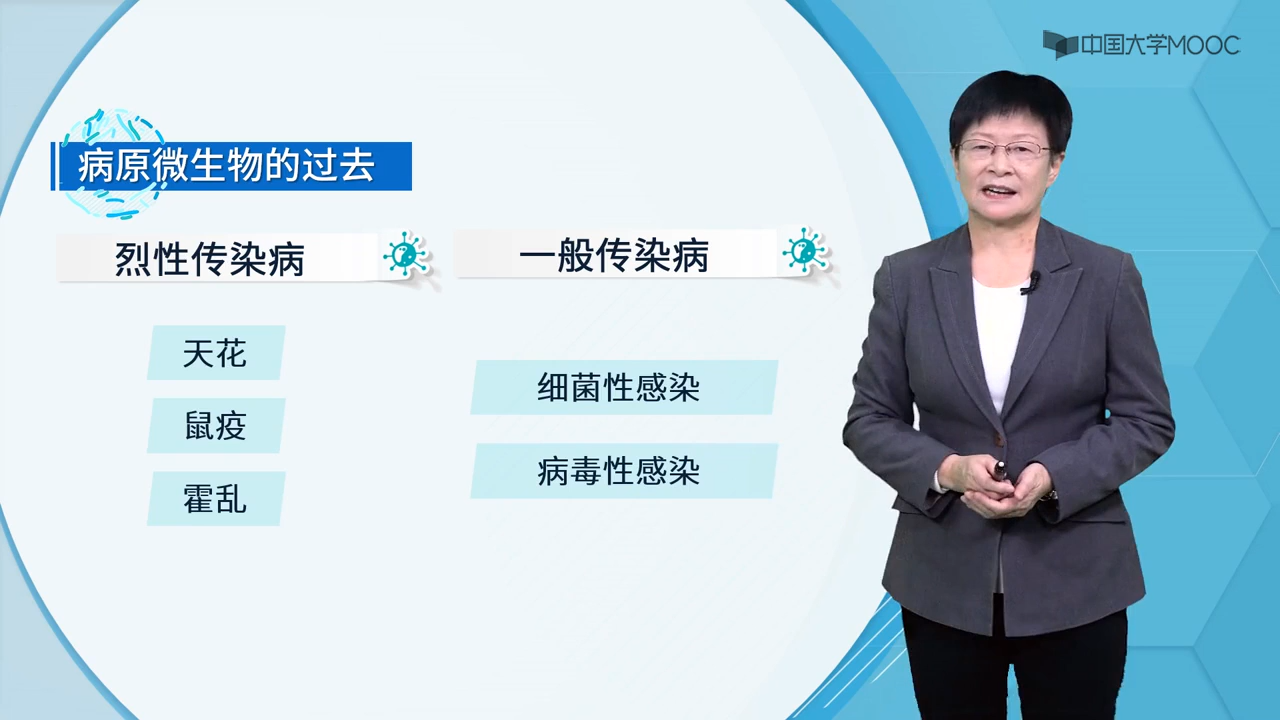 中国大学MOOC
病原微生物的过去
烈性传染病
一般传染病
天花
鼠疫
霍乱
细菌性感染
病毒性感染